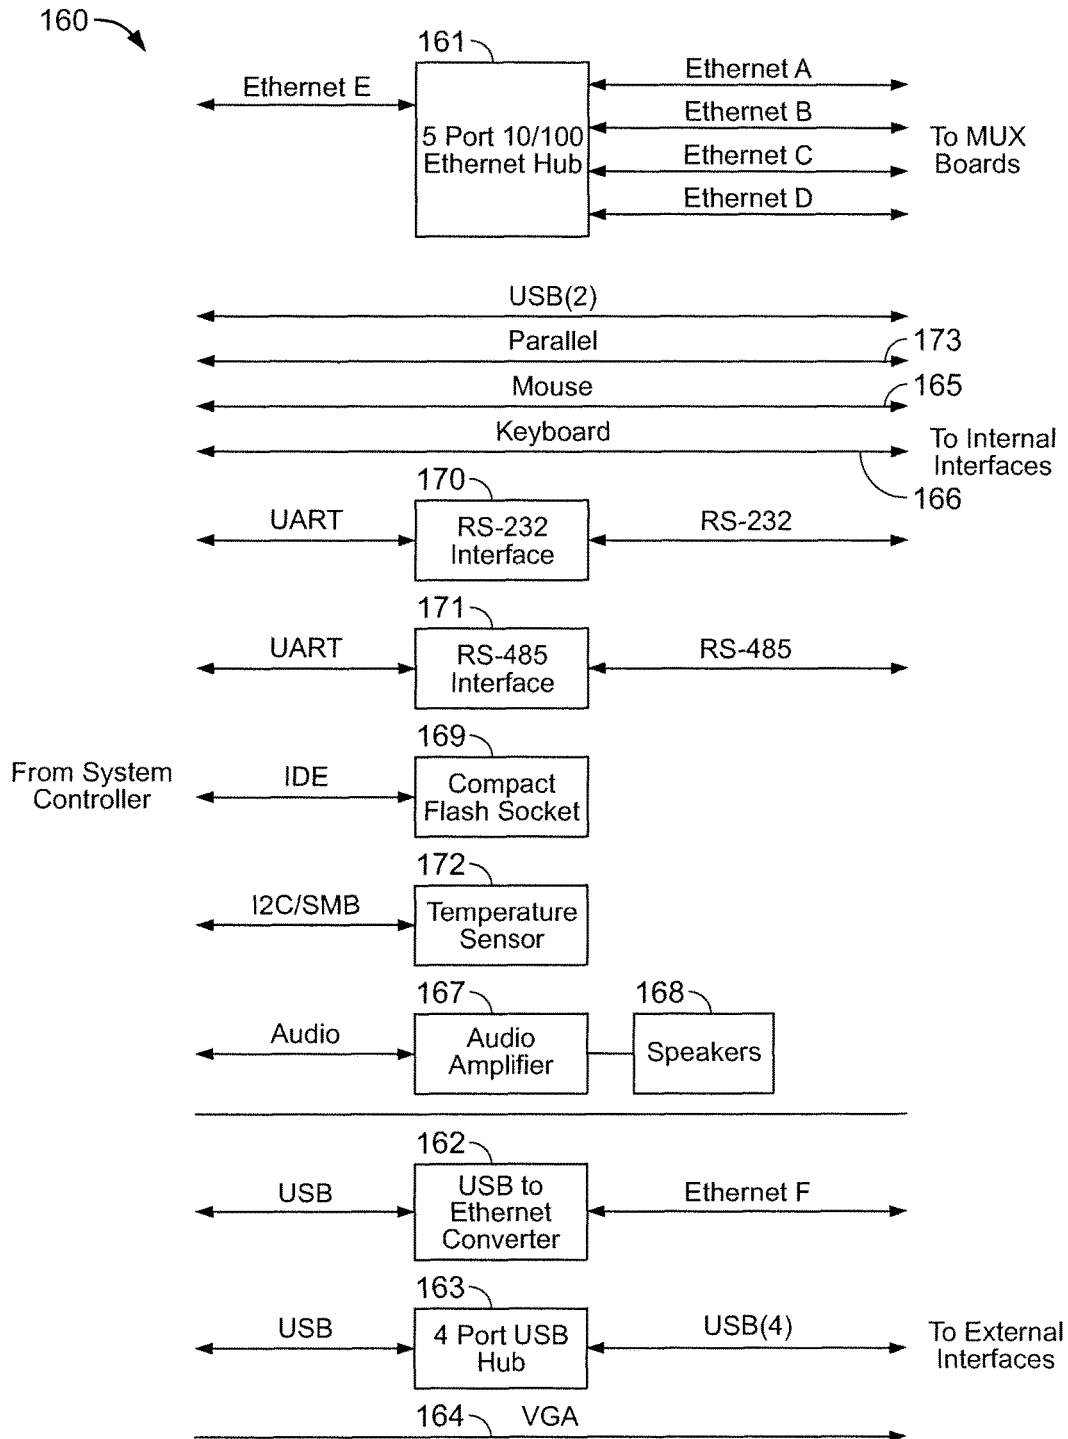 160
161
Ethernet E
5 Port 10/100
Ethernet Hub
Ethernet A
Ethernet B
Ethernet C
Ethernet D
To MUX
Boards
USB(2)
Parallel
173
Mouse
165
Keyboard
166
To Internal
Interfaces
170
UART
RS-232
Interface
RS-232
171
UART
RS-485
Interface
RS-485
From System
Controller
169
IDE
Compact
Flash Socket
172
I2C/SMB
Temperature
Sensor
167
Audio
Audio
Amplifier
168
Speakers
162
USB
USB to
Ethernet
Converter
Ethernet F
163
USB
4 Port USB
Hub
USB(4)
To External
Interfaces
164
VGA